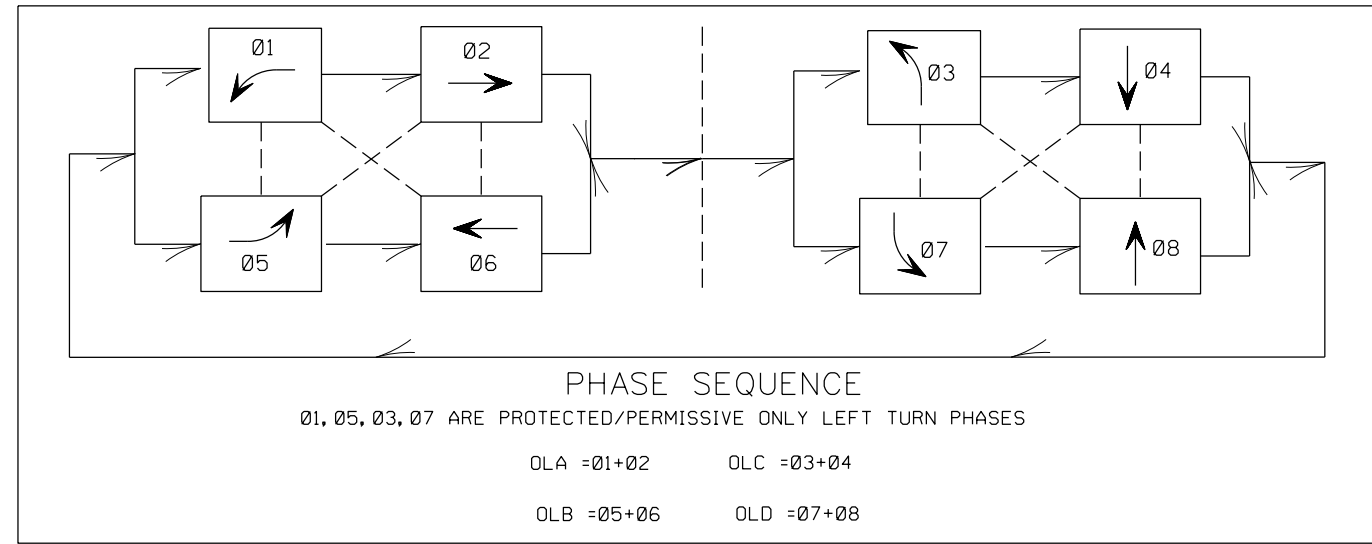 Ø1
Ø2
Ø3
Ø4
Ø5
Ø6
Ø7
Ø8
PHASE SEQUENCE
Ø1, Ø5, Ø3, Ø7 ARE PROTECTED/PERMISSIVE ONLY LEFT TURN PHASES
OLA =Ø1+Ø2 OLC =Ø3+Ø4
OLB =Ø5+Ø6 OLD =Ø7+Ø8